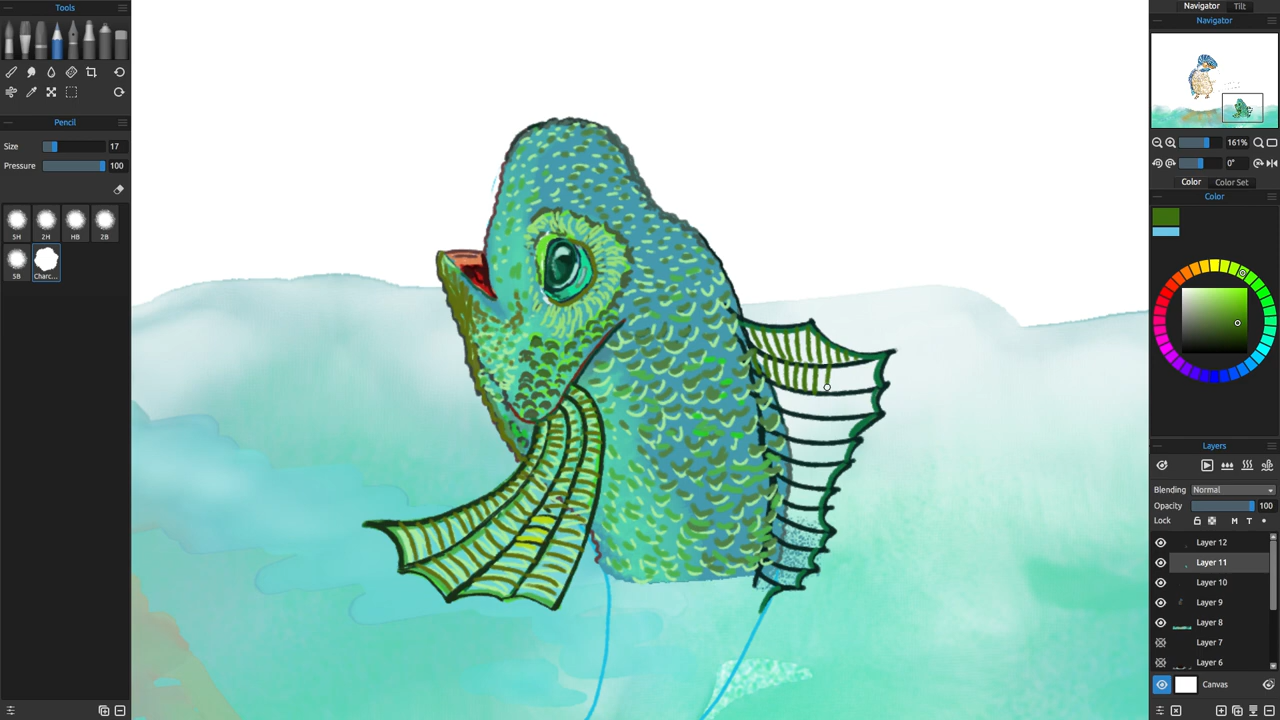 Tools
Pencil
Size 17
Pressure 100
5H 2H HB 2B
5B Charc...
Navigator Tilt
Navigator
161%
0°
Color Color Set
Color
Layers
Blending Normal
Opacity 100
Lock M T
Layer 12
Layer 11
Layer 10
Layer 9
Layer 8
Layer 7
Layer 6
Canvas